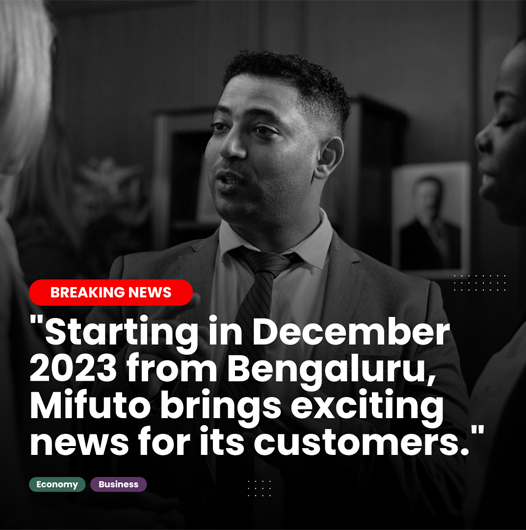 BREAKING NEWS
"Starting in December
2023 from Bengaluru,
Mifuto brings exciting
news for its customers."
Economy Business